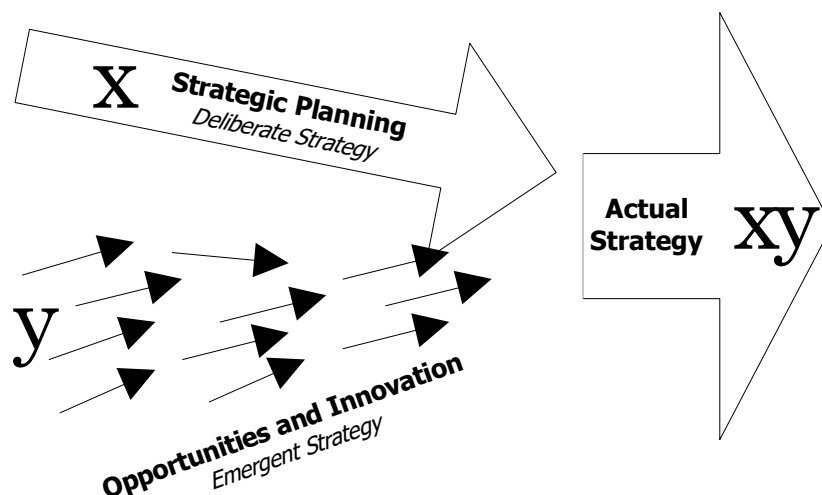 x
Strategic Planning
Deliberate Strategy
Actual
Strategy
xy
y
Opportunities and Innovation
Emergent Strategy